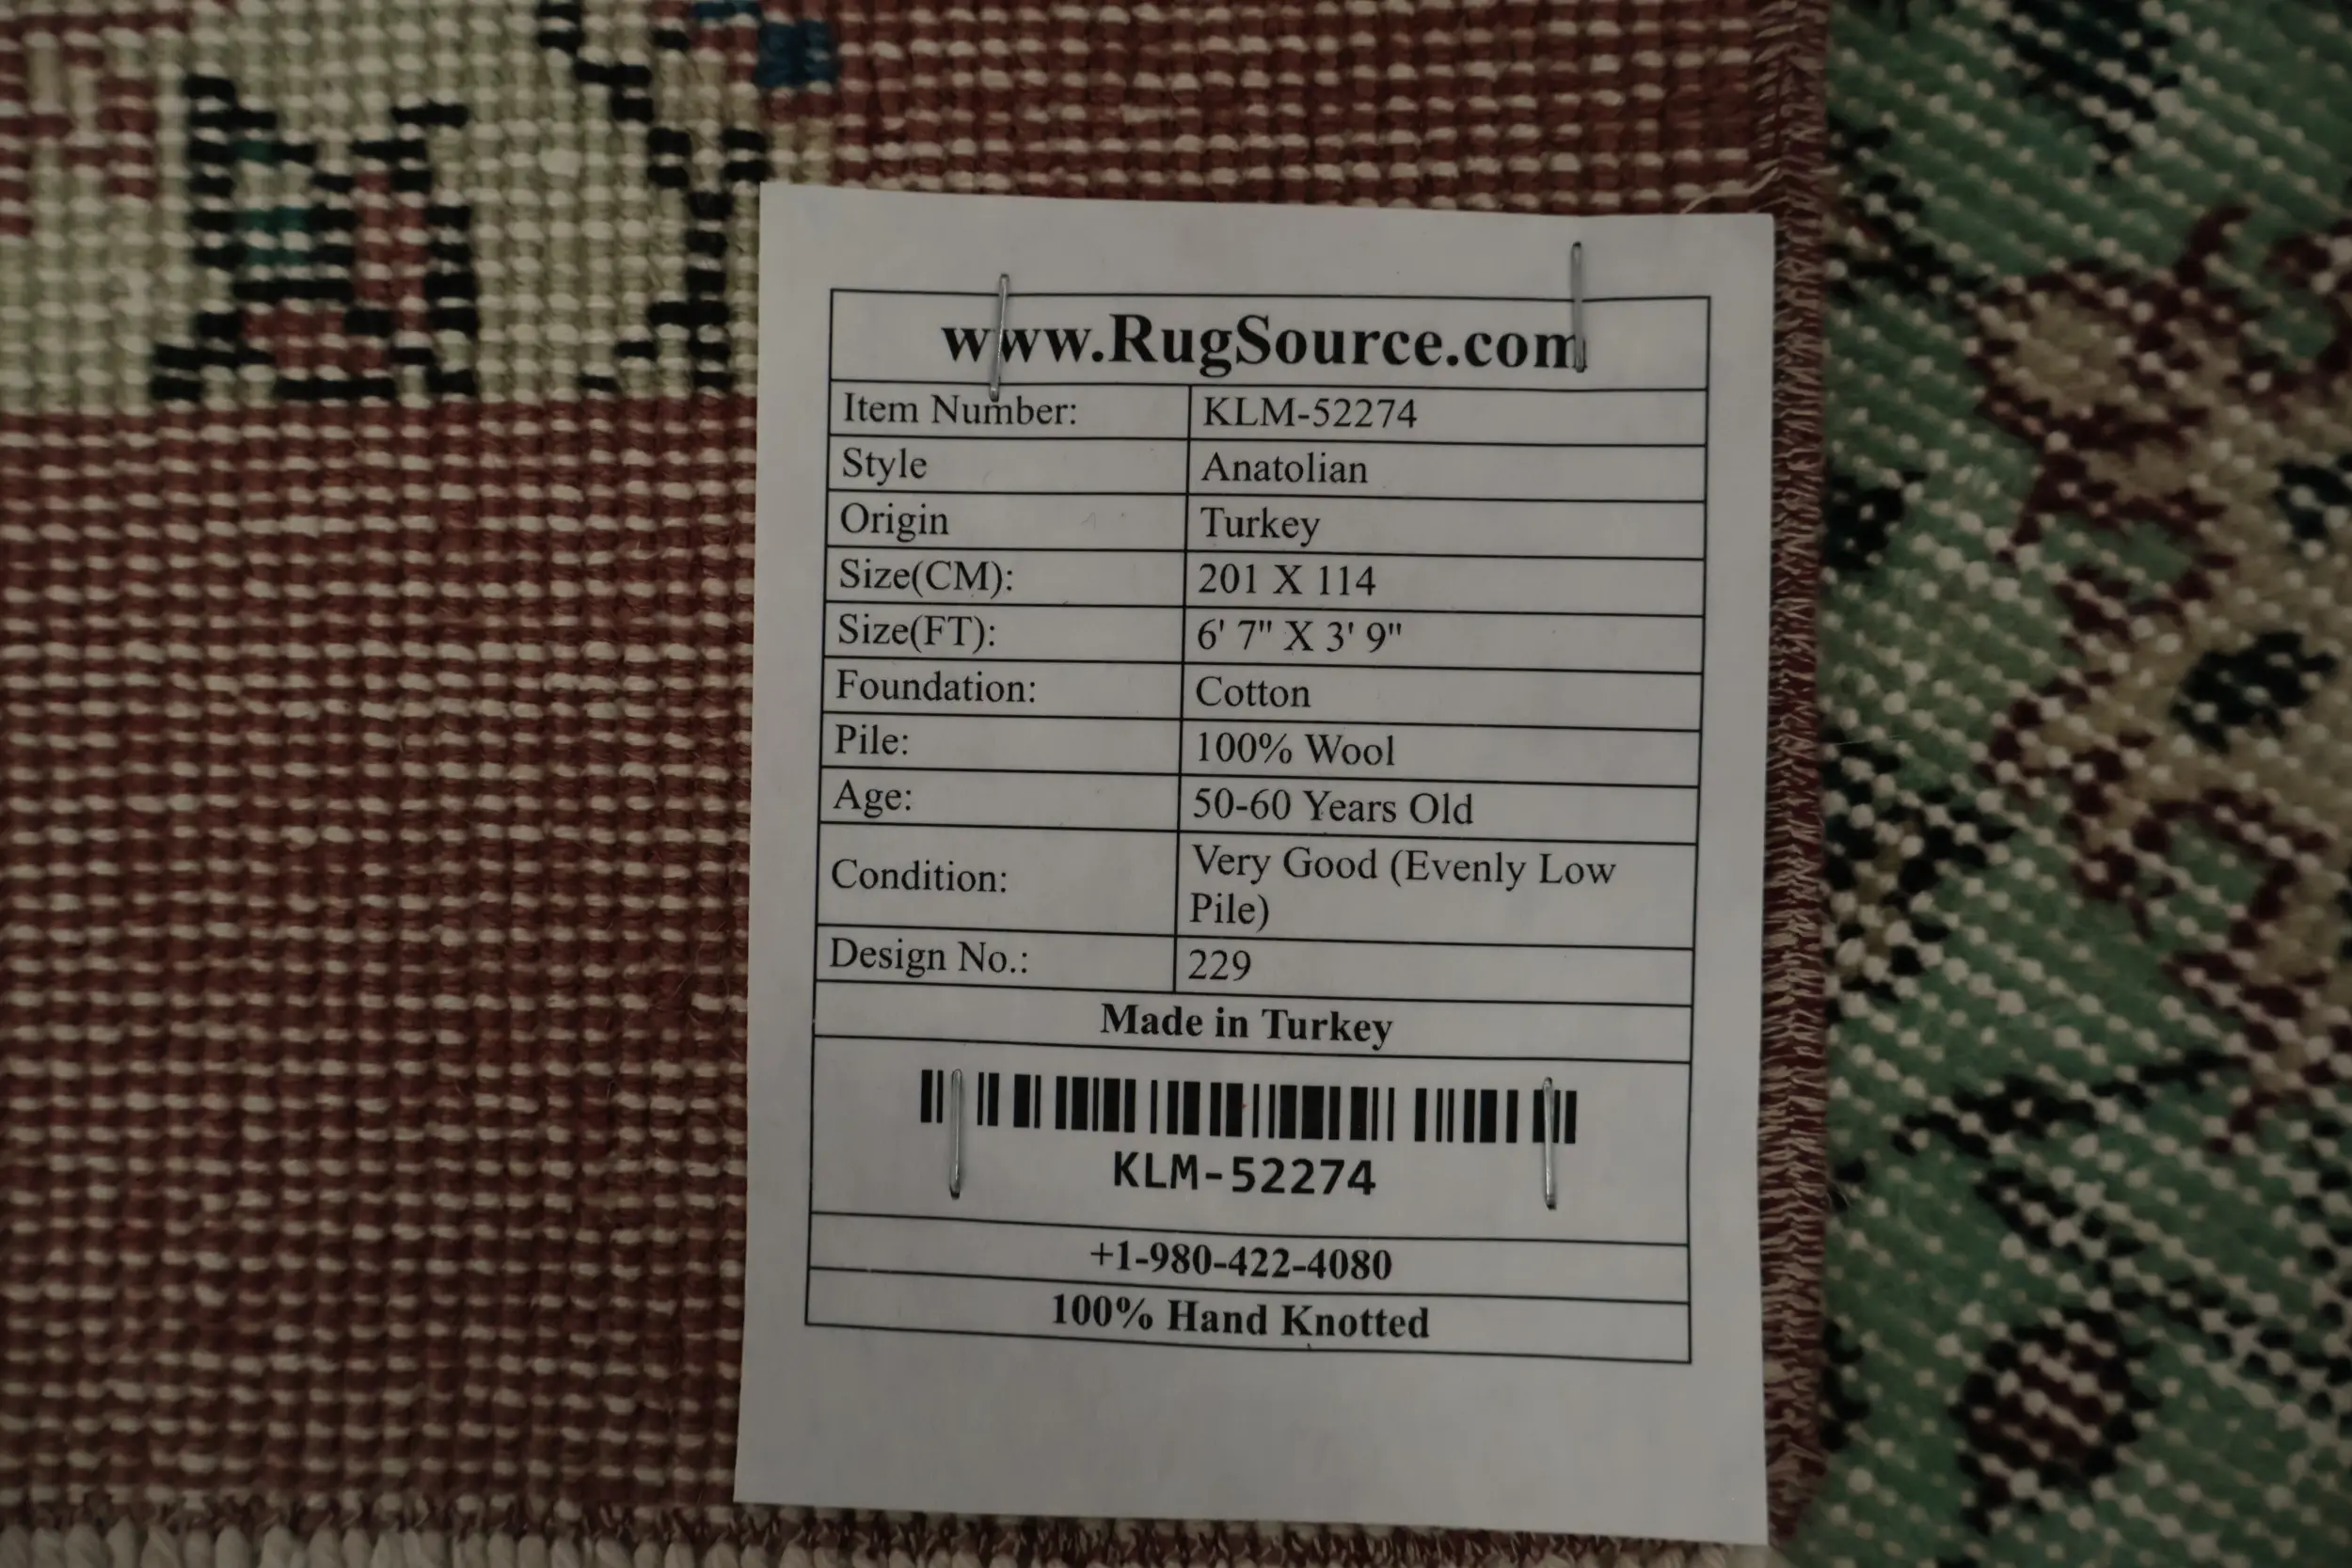 www.RugSource.com
Item Number: KLM-52274
Style Anatolian
Origin Turkey
Size(CM): 201 X 114
Size(FT): 6' 7" X 3' 9"
Foundation: Cotton
Pile: 100% Wool
Age: 50-60 Years Old
Condition: Very Good (Evenly Low
Pile)
Design No.: 229
Made in Turkey
KLM-52274
+1-980-422-4080
100% Hand Knotted